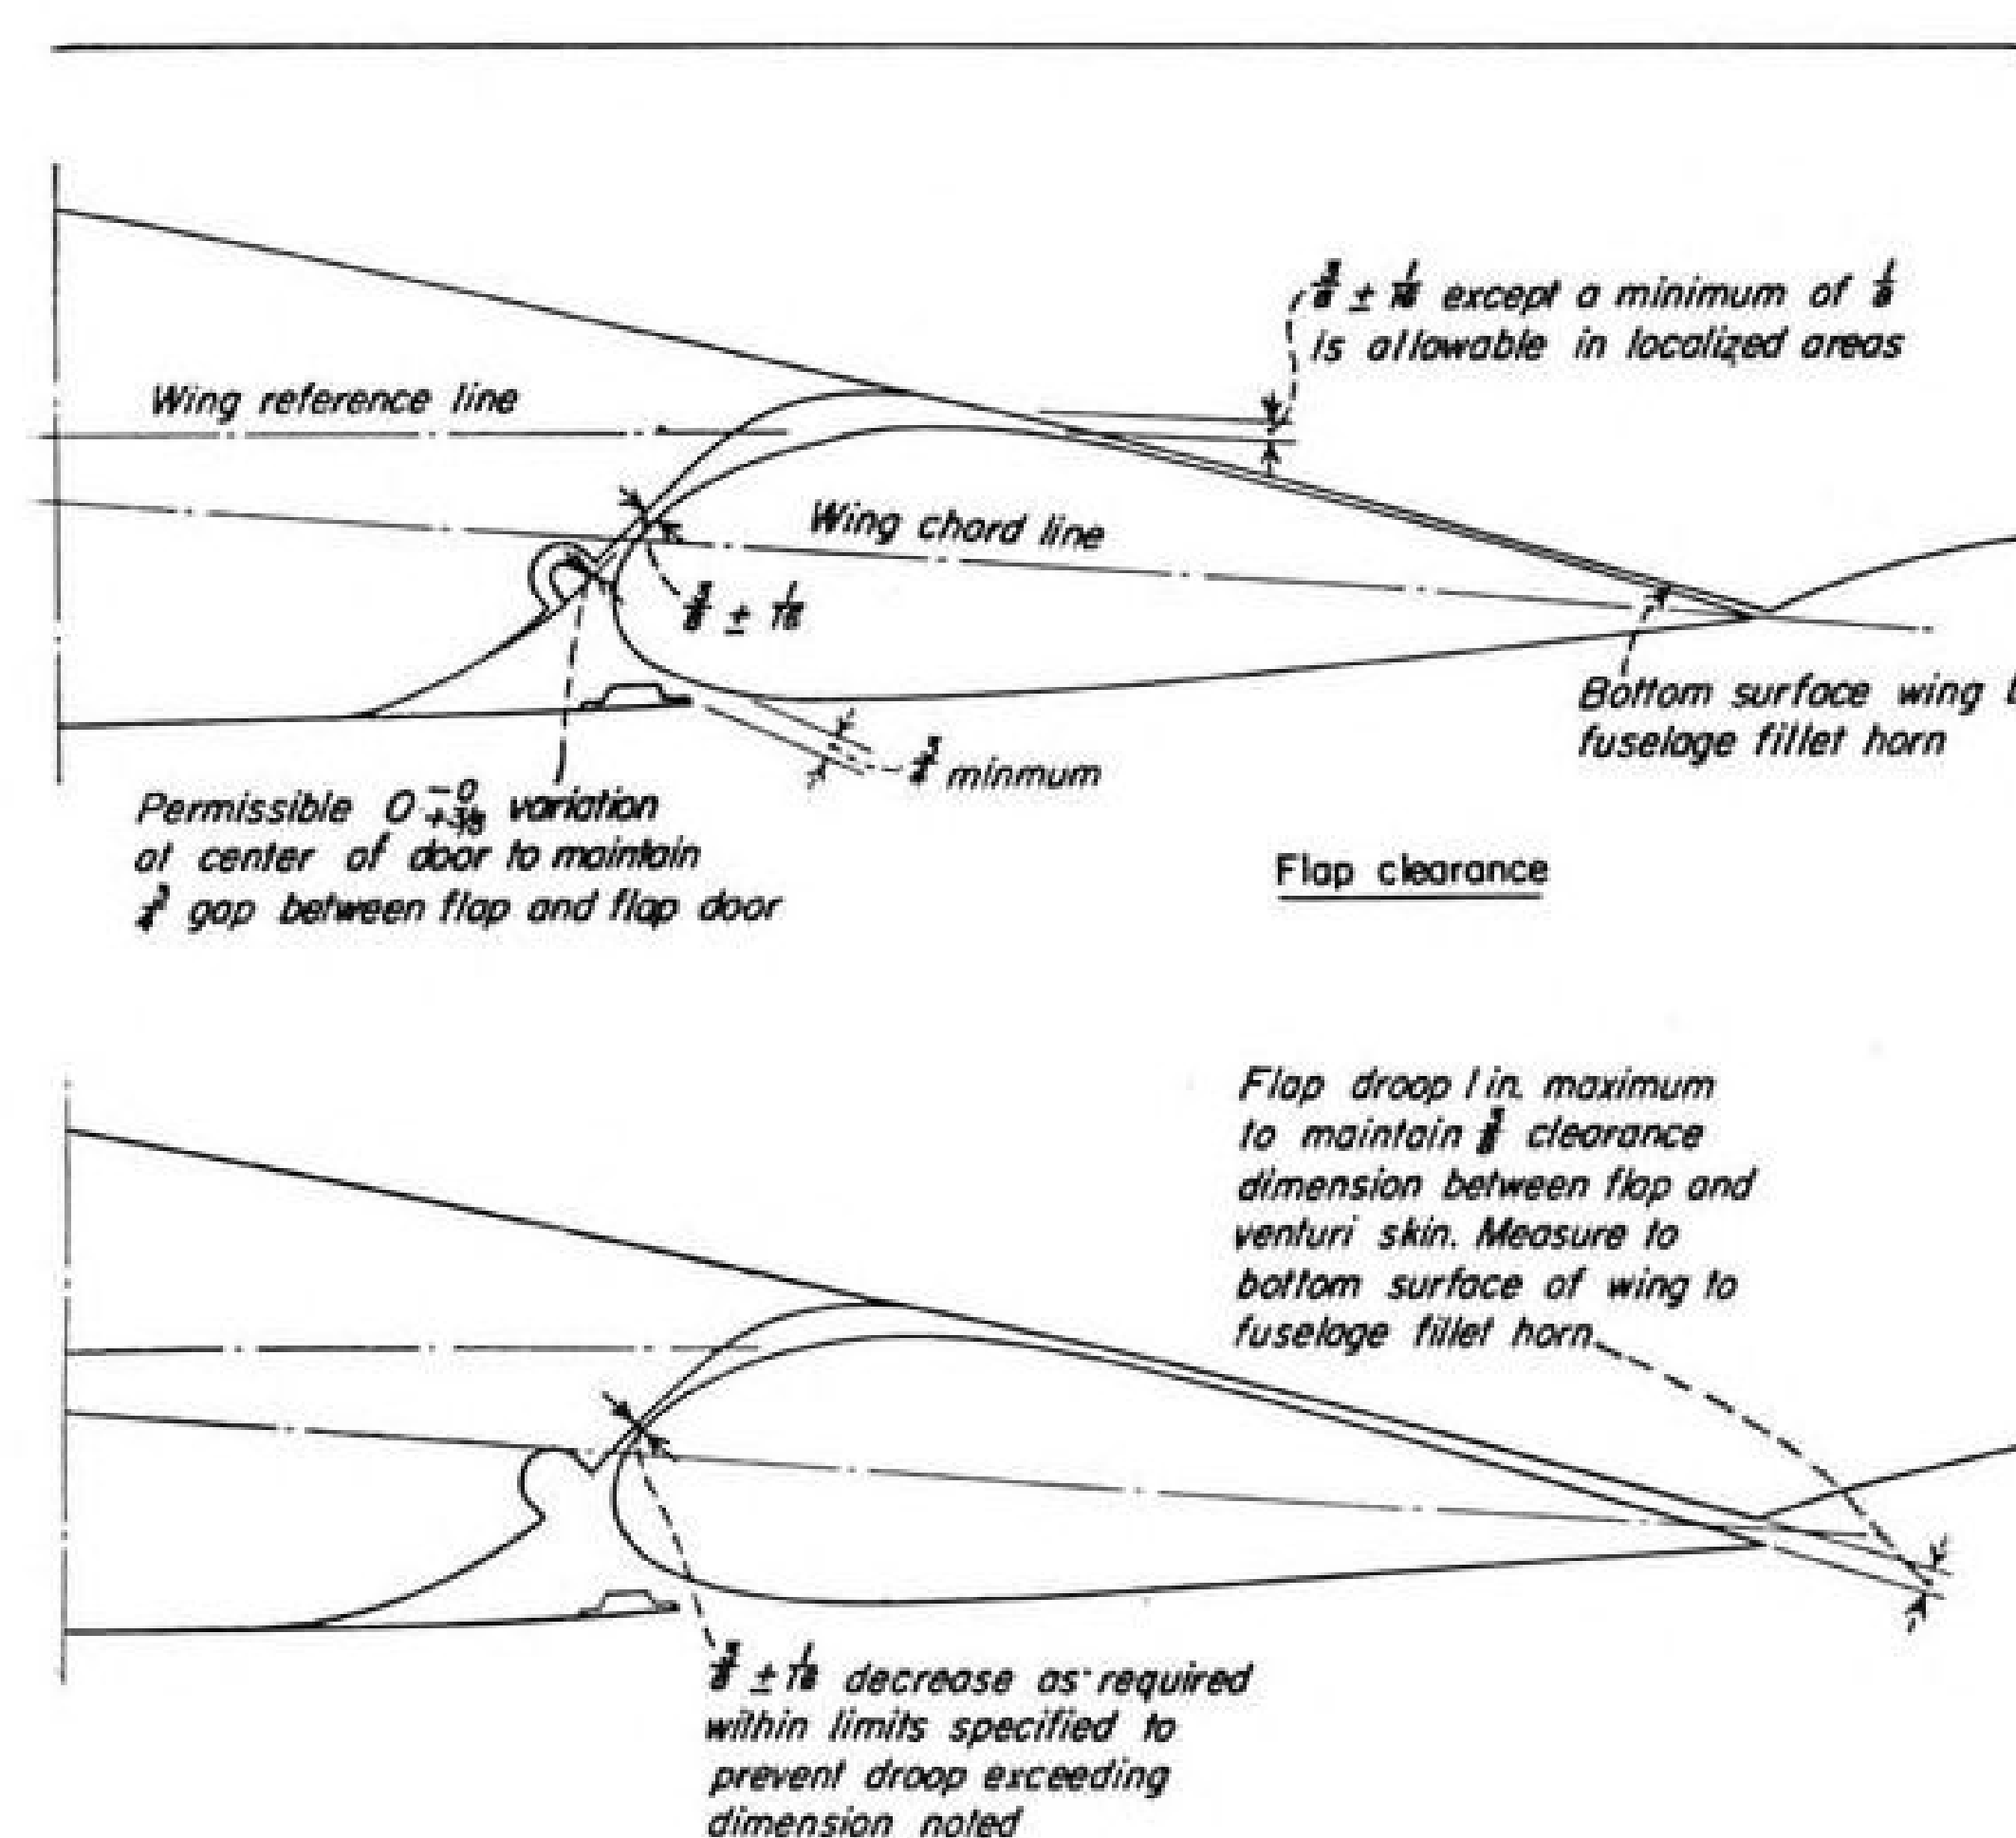 3/8 ± 1/16 except a minimum of 1/8
is allowable in localized areas
Wing reference line
Wing chord line
3/8 ± 1/16
Bottom surface wing
fuselage fillet horn
3/4 minmum
Permissible 0 -0 variation
at center of door to maintain
3/4 gap between flap and flap door
Flap clearance
Flap droop 1 in. maximum
to maintain 3/8 clearance
dimension between flap and
venturi skin. Measure to
bottom surface of wing to
fuselage fillet horn.
3/8 ± 1/16 decrease as required
within limits specified to
prevent droop exceeding
dimension noted